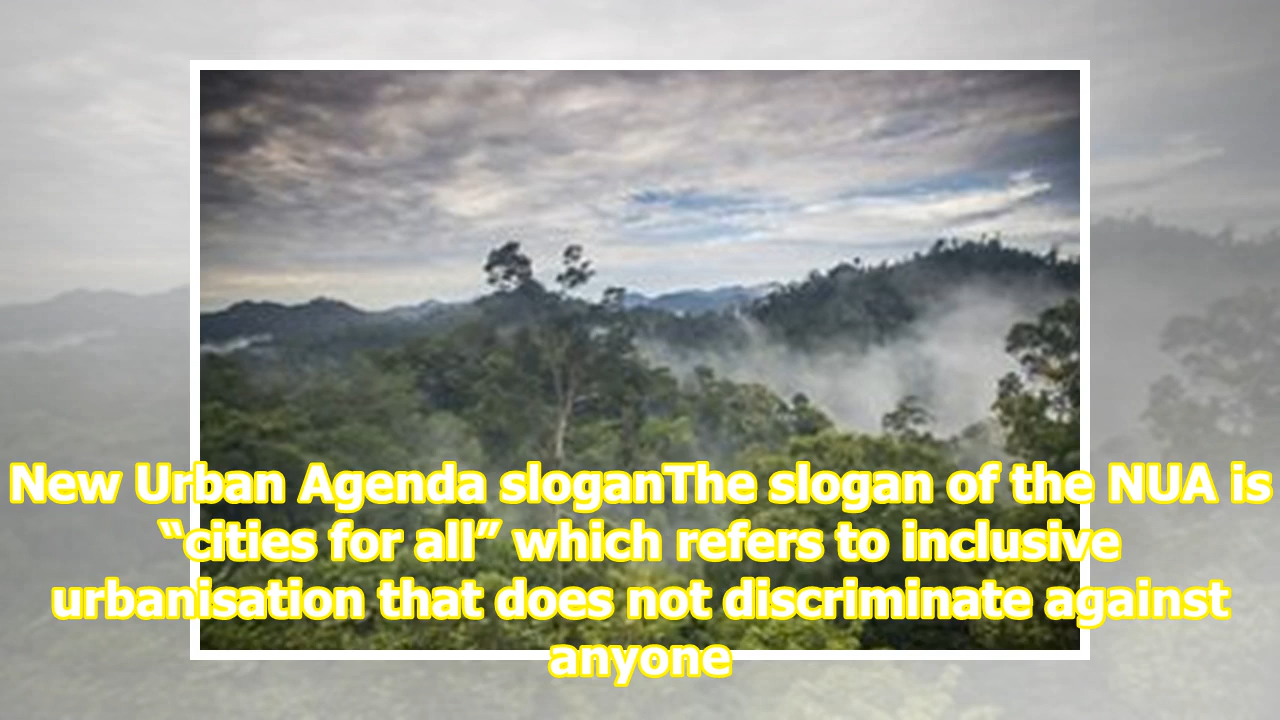 New Urban Agenda sloganThe slogan of the NUA is
“cities for all” which refers to inclusive
urbanisation that does not discriminate against
anyone